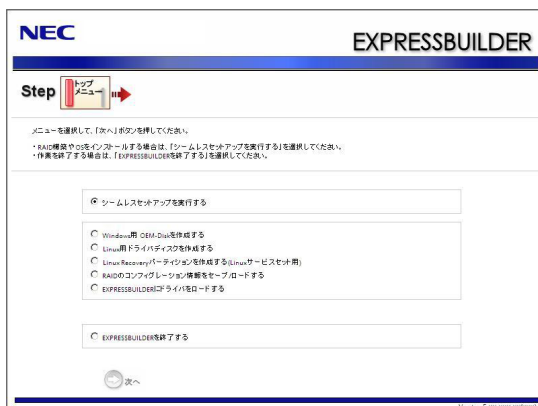 NEC
EXPRESSBUILDER
Step
トップ
メニュー
メニューを選択して、「次へ」ボタンを押してください。
・RAID構築やOSをインストールする場合は、「シームレスセットアップを実行する」を選択してください。
・作業を終了する場合は、「EXPRESSBUILDERを終了する」を選択してください。
シームレスセットアップを実行する
Windows用 OEM-Diskを作成する
Linux用ドライバディスクを作成する
Linux Recoveryパーティションを作成する(Linuxサービスセット用)
RAIDのコンフィグレーション情報をセーブ/ロードする
EXPRESSBUILDERにドライバをロードする
EXPRESSBUILDERを終了する
次へ